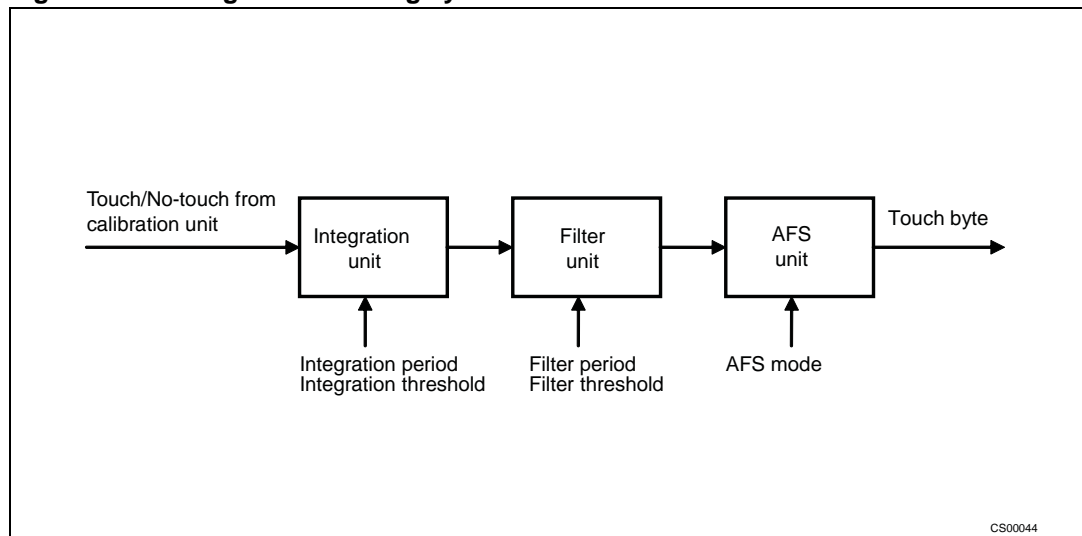 Touch/No-touch from
calibration unit
Integration
unit
Filter
unit
AFS
unit
Touch byte
Integration period
Integration threshold
Filter period
Filter threshold
AFS mode
CS00044